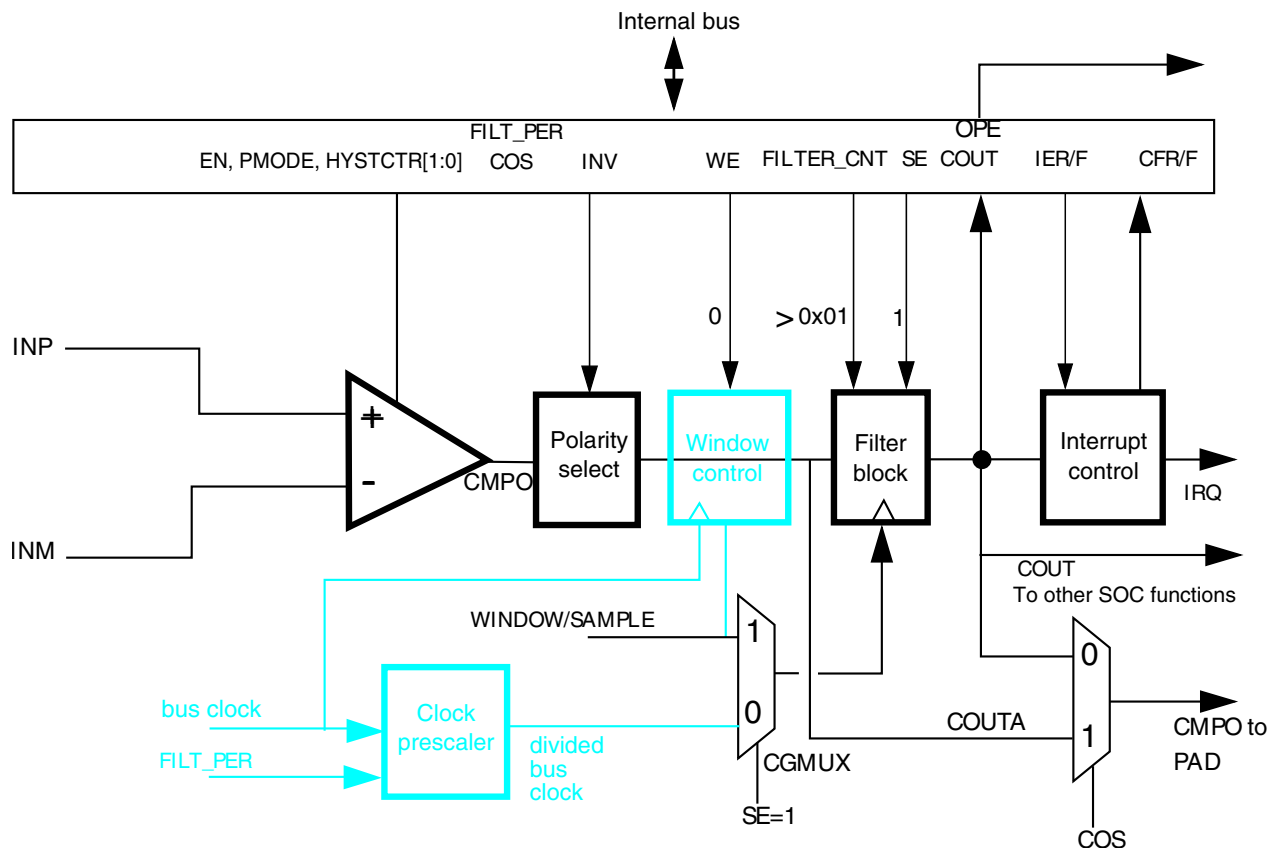 Internal bus
FILT_PER
OPE
EN, PMODE, HYSTCTR[1:0]
COS
INV
WE
FILTER_CNT
SE
COUT
IER/F
CFR/F
0
> 0x01
1
INP
+
-
INM
CMPO
Polarity
select
Window
control
Filter
block
Interrupt
control
IRQ
COUT
To other SOC functions
WINDOW/SAMPLE
1
0
bus clock
FILT_PER
Clock
prescaler
divided
bus
clock
CGMUX
SE=1
COUTA
0
1
CMPO to
PAD
COS